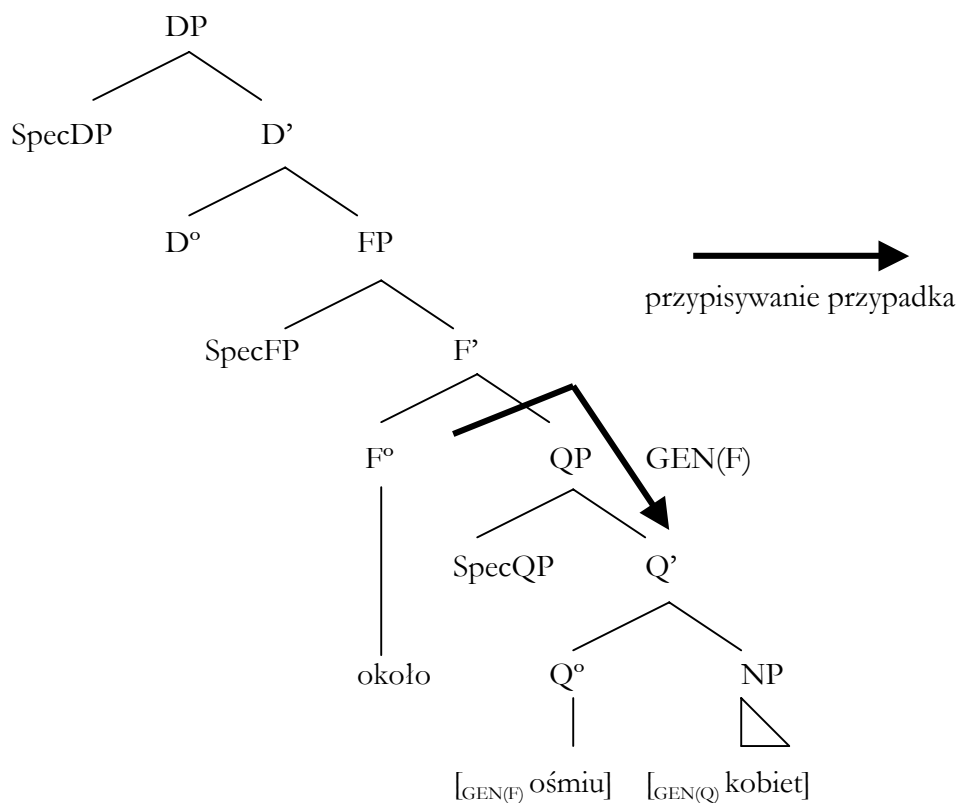 DP
SpecDP D’
Dº FP
przypisywanie przypadka
SpecFP F’
Fº QP GEN(F)
SpecQP Q’
około Qº NP
[GEN(F) ośmiu] [GEN(Q) kobiet]